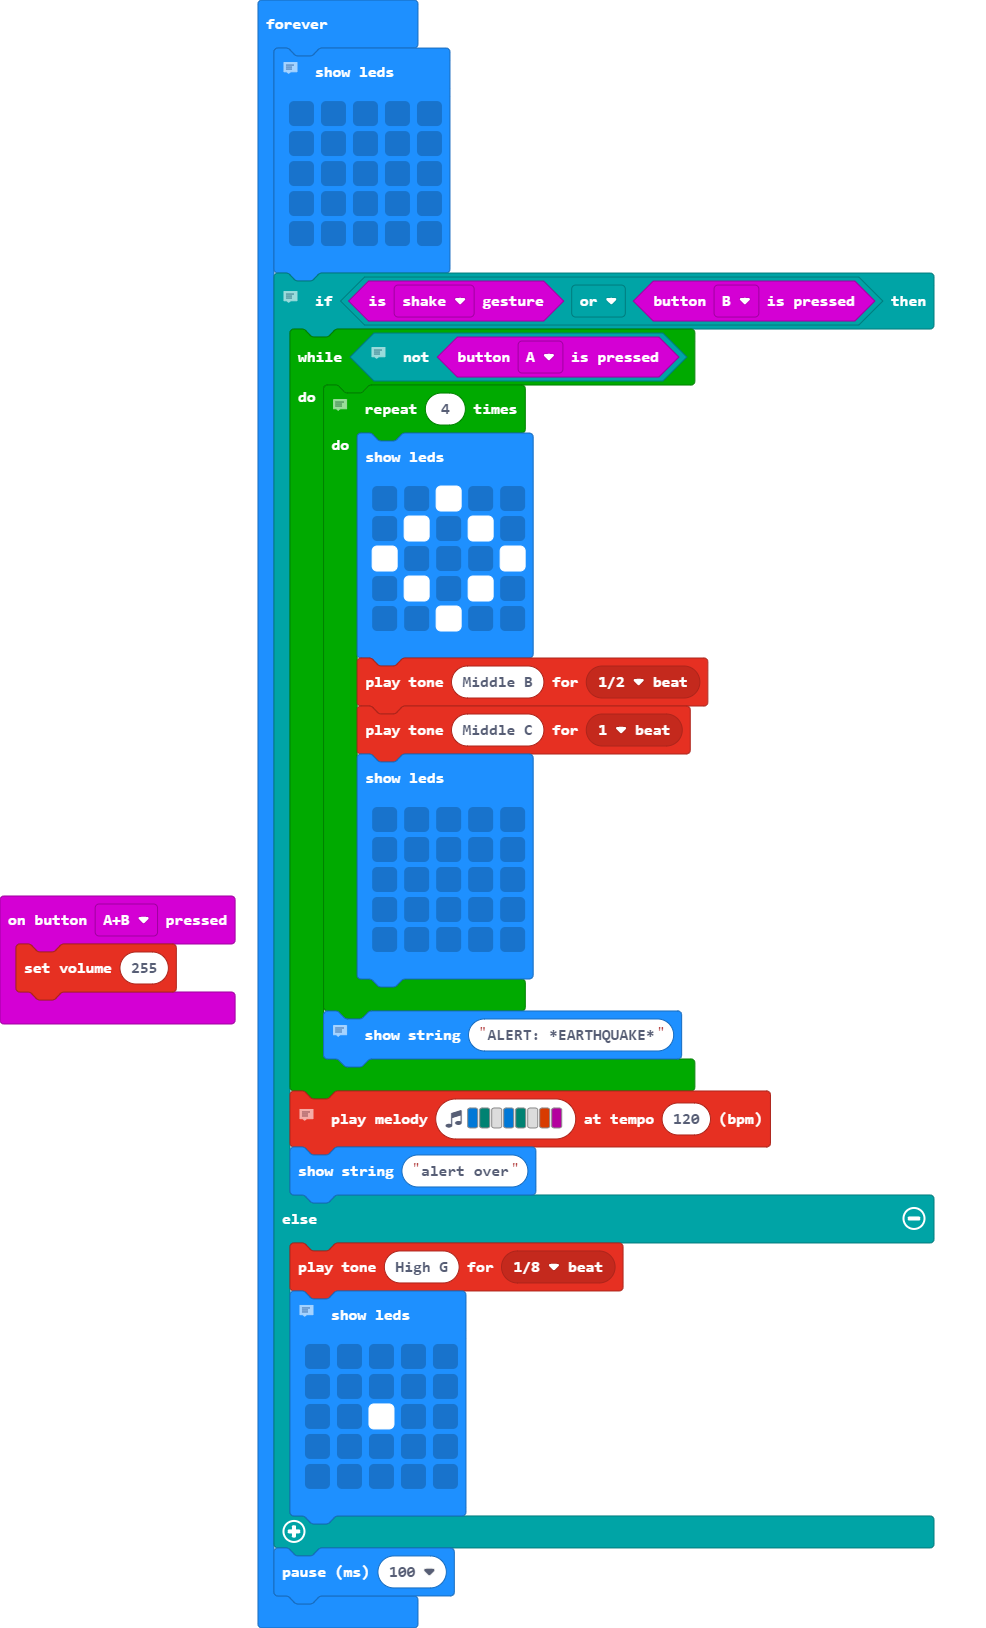 forever
show leds
if is shake gesture or button B is pressed then
while not button A is pressed
do
repeat 4 times
do
show leds
play tone Middle B for 1/2 beat
play tone Middle C for 1 beat
show leds
on button A+B pressed
set volume 255
show string "ALERT: *EARTHQUAKE*"
play melody at tempo 120 (bpm)
show string "alert over"
else
play tone High G for 1/8 beat
show leds
pause (ms) 100